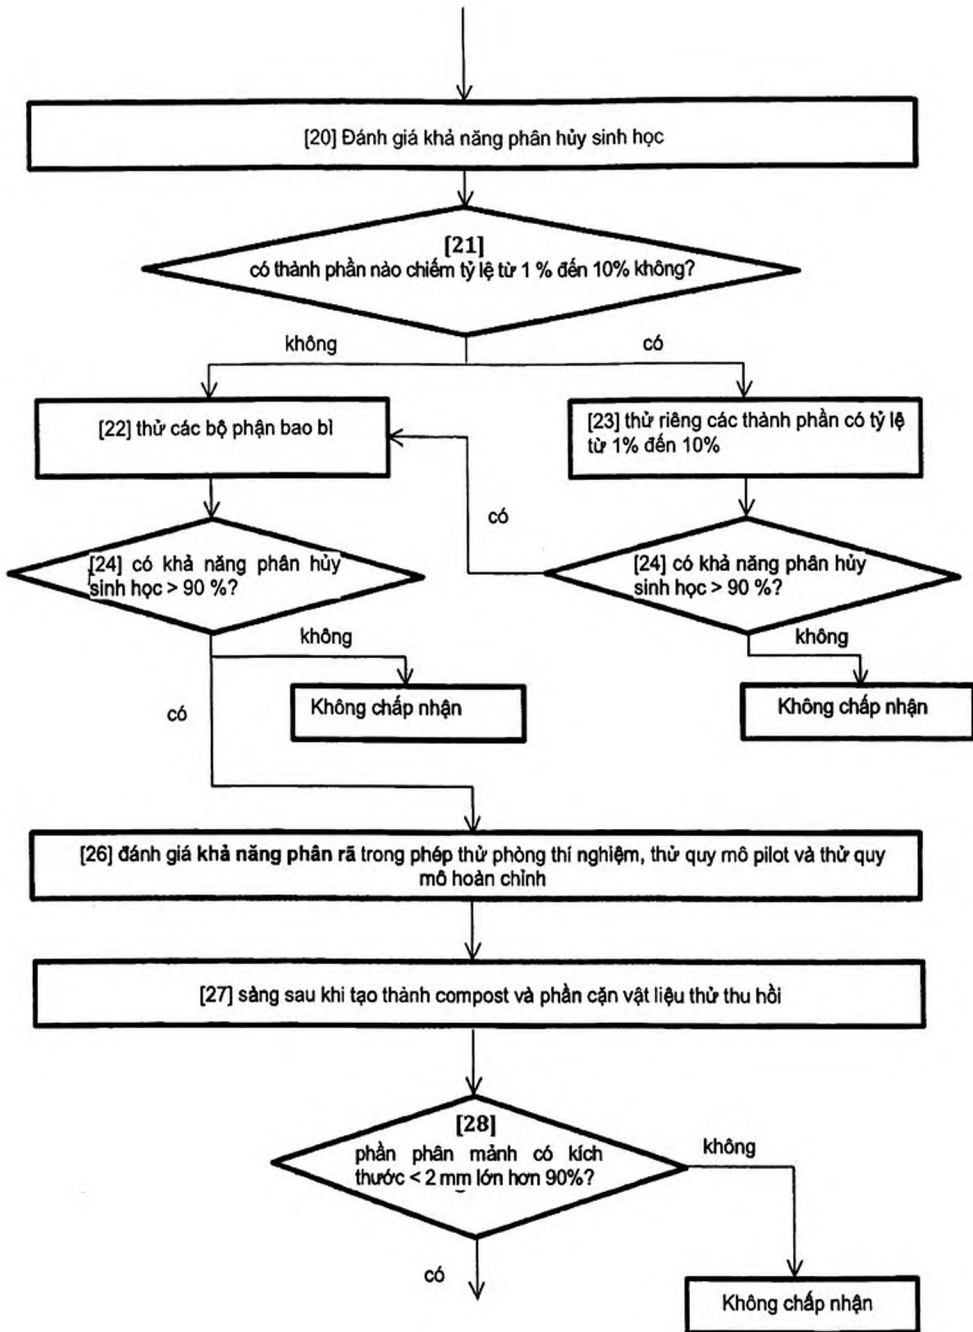 [20] Đánh giá khả năng phân hủy sinh học
[21]
có thành phần nào chiếm tỷ lệ từ 1 % đến 10% không?
không
có
[22] thử các bộ phận bao bì
[23] thử riêng các thành phần có tỷ lệ
từ 1% đến 10%
có
[24] có khả năng phân hủy
sinh học > 90 %?
[24] có khả năng phân hủy
sinh học > 90 %?
không
không
có
Không chấp nhận
Không chấp nhận
[26] đánh giá khả năng phân rã trong phép thử phòng thí nghiệm, thử quy mô pilot và thử quy
mô hoàn chỉnh
[27] sàng sau khi tạo thành compost và phần cặn vật liệu thử thu hồi
[28]
phần phân mảnh có kích
thước < 2 mm lớn hơn 90%?
không
có
Không chấp nhận